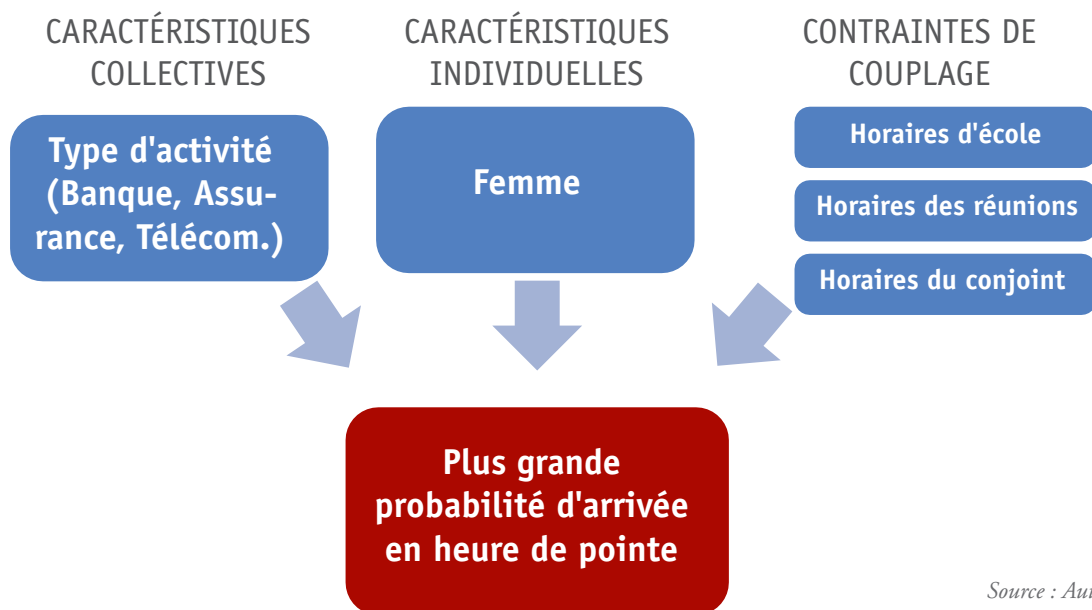 CARACTÉRISTIQUES
COLLECTIVES
CARACTÉRISTIQUES
INDIVIDUELLES
CONTRAINTES DE
COUPLAGE
Type d'activité
(Banque, Assu-
rance, Télécom.)
Femme
Horaires d'école
Horaires des réunions
Horaires du conjoint
Plus grande
probabilité d'arrivée
en heure de pointe
Source :